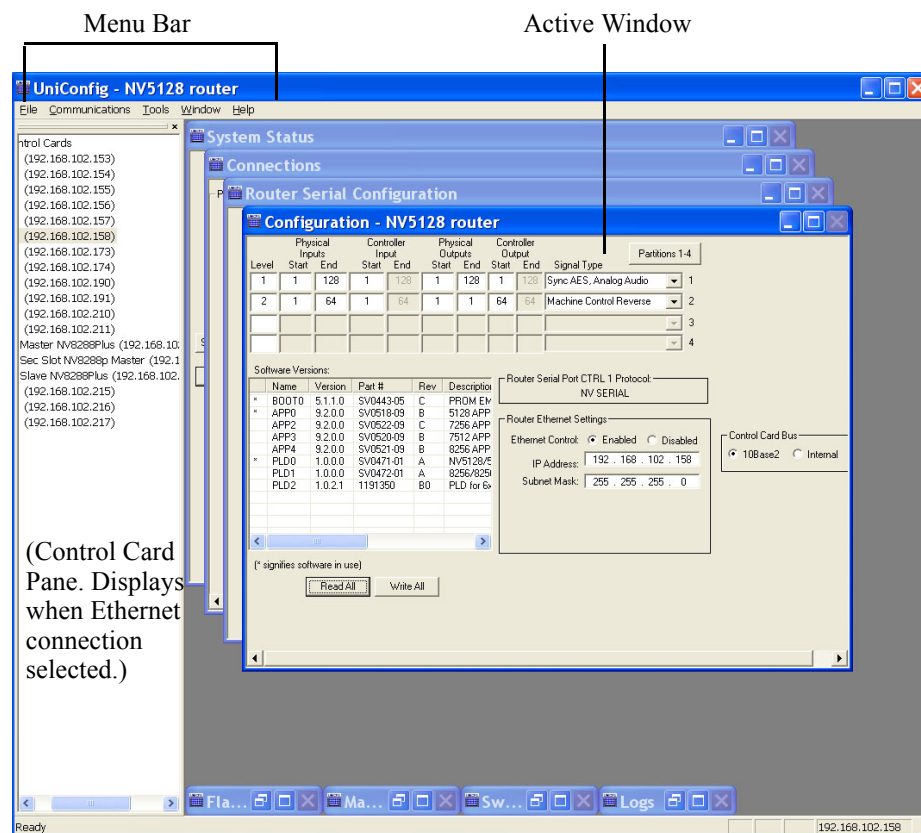 Menu Bar
Active Window
UniConfig - NV5128 router
File Communications Tools Window Help
ntrol Cards
(192.168.102.153)
(192.168.102.154)
(192.168.102.155)
(192.168.102.156)
(192.168.102.157)
(192.168.102.158)
(192.168.102.173)
(192.168.102.174)
(192.168.102.190)
(192.168.102.191)
(192.168.102.210)
(192.168.102.211)
Master NV8288Plus (192.168.10
Sec Slot NV8288p Master (192.1
Slave NV8288Plus (192.168.102.
(192.168.102.215)
(192.168.102.216)
(192.168.102.217)
(Control Card
Pane. Displays
when Ethernet
connection
selected.)
System Status
Connections
P
Router Serial Configuration
S
Configuration - NV5128 router
Physical Inputs Controller Input Physical Outputs Controller Output
Level Start End Start End Start End Start End Signal Type
Partitions 1-4
1 1 128 1 128 1 128 1 128 Sync AES, Analog Audio 1
2 1 64 1 64 1 1 64 64 Machine Control Reverse 2
3
4
Software Versions:
Name Version Part # Rev Description
* BOOT0 5.1.1.0 SV0443-05 C PROM EM
* APP0 9.2.0.0 SV0518-09 B 5128 APP
APP2 9.2.0.0 SV0522-09 C 7256 APP
APP3 9.2.0.0 SV0520-09 B 7512 APP
APP4 9.2.0.0 SV0521-09 B 8256 APP
* PLD0 1.0.0.0 SV0471-01 A NV5128/5
PLD1 1.0.0.0 SV0472-01 A 8256/825
PLD2 1.0.2.1 1191350 B0 PLD for 6x
(* signifies software in use)
Read All Write All
Router Serial Port CTRL 1 Protocol:
NV SERIAL
Router Ethernet Settings
Ethernet Control: Enabled Disabled
IP Address: 192 . 168 . 102 . 158
Subnet Mask: 255 . 255 . 255 . 0
Control Card Bus
10Base2 Internal
Fla... Ma... Sw... Logs
Ready
192.168.102.158